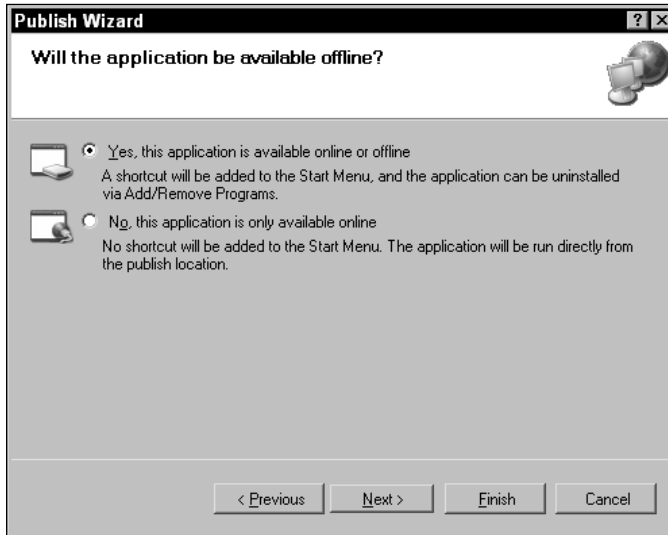 Publish Wizard
Will the application be available offline?
Yes, this application is available online or offline
A shortcut will be added to the Start Menu, and the application can be uninstalled
via Add/Remove Programs.
No, this application is only available online
No shortcut will be added to the Start Menu. The application will be run directly from
the publish location.
< Previous
Next >
Finish
Cancel